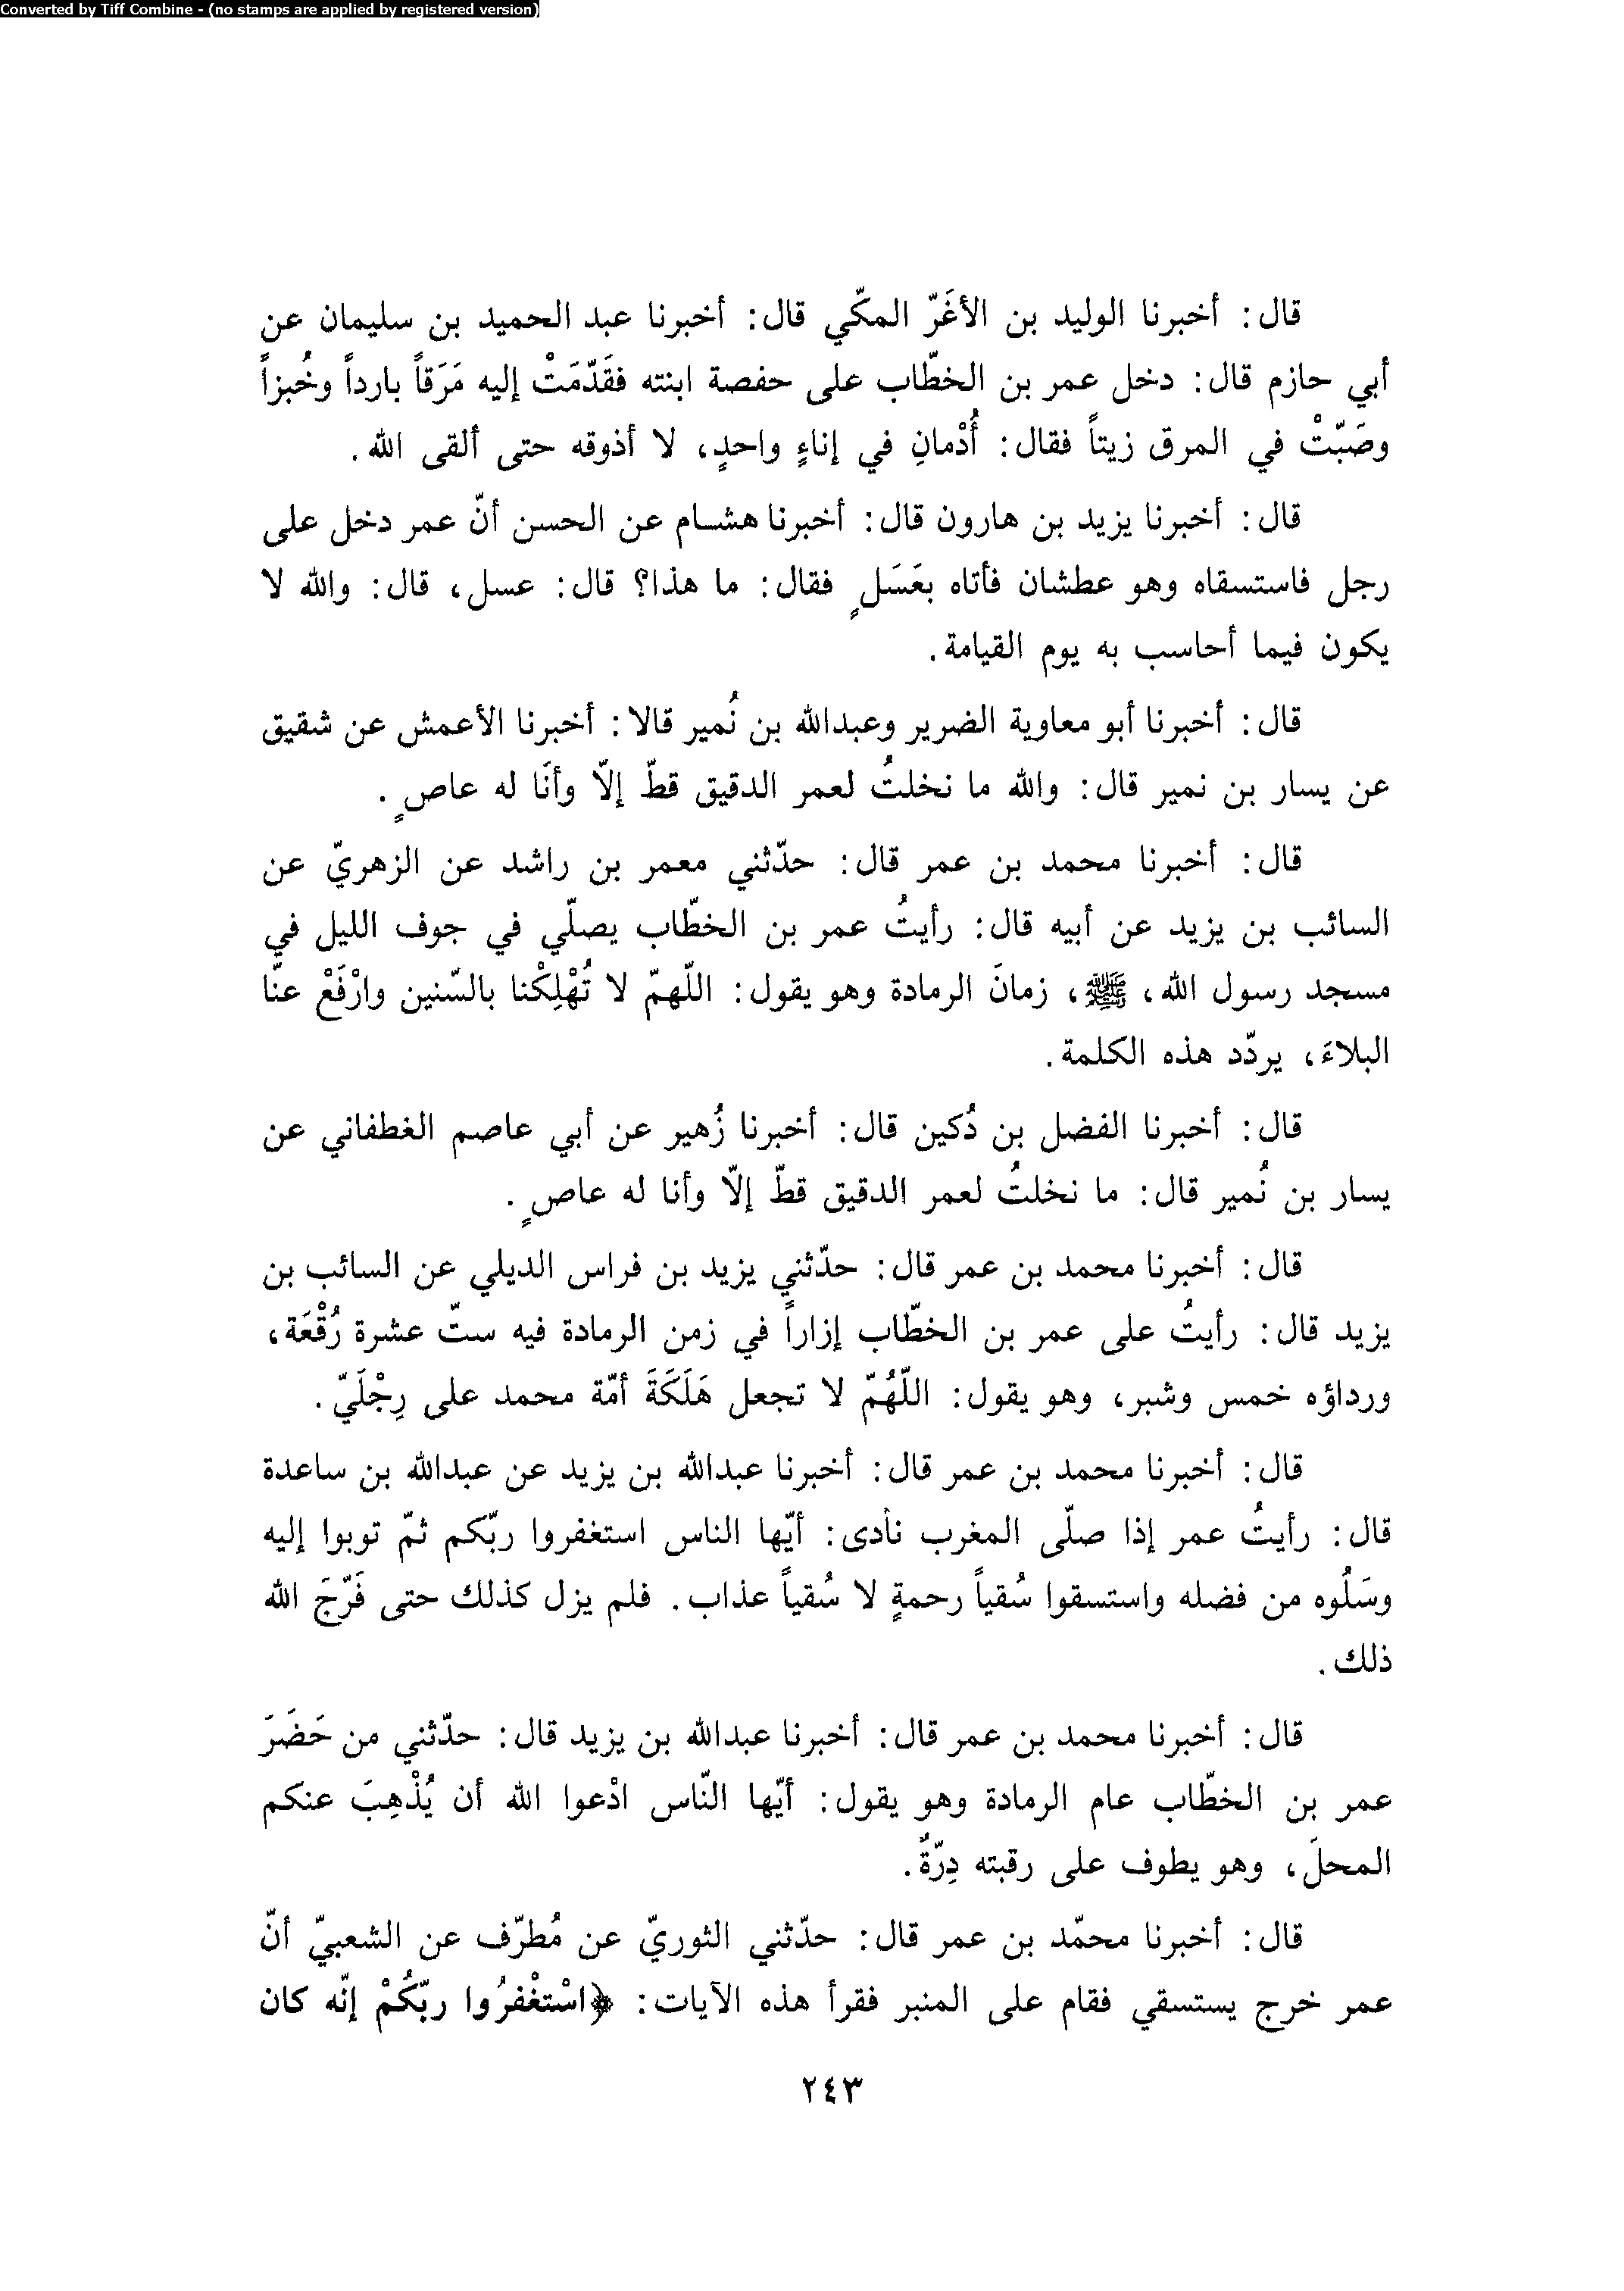 Converted by Tiff Combine - (no stamps are applied by registered version)
قال: أخبرنا الوليد بن الأغَرّ المكّي قال: أخبرنا عبد الحميد بن سليمان عن
أبي حازم قال: دخل عمر بن الخطّاب على حفصة ابنته فقَدّمَتْ إليه مَرَقاً بارداً وخُبزاً
وصَبّتْ في المرق زيتاً فقال: أُدْمانِ في إناءٍ واحدٍ، لا أذوقه حتى ألقى الله.
قال: أخبرنا يزيد بن هارون قال: أخبرنا هشـام عن الحسن أنّ عمر دخل على
رجل فاستسقاه وهو عطشان فأتاه بعَسَلٍ فقال: ما هذا؟ قال: عسل، قال: والله لا
يكون فيما أحاسب به يوم القيامة.
قال: أخبرنا أبو معاوية الضرير وعبدالله بن نُمير قالا: أخبرنا الأعمش عن شقيق
عن يسار بن نمير قال: والله ما نخلتُ لعمر الدقيق قطّ إلّا وأنَا له عاصٍ.
قال: أخبرنا محمد بن عمر قال: حدّثني معمر بن راشد عن الزهريّ عن
السائب بن يزيد عن أبيه قال: رأيتُ عمر بن الخطّاب يصلّي في جوف الليل في
مسجد رسول الله، ﷺ، زمانَ الرمادة وهو يقول: اللّهمّ لا تُهْلِكْنا بالسّنين وارْفَعْ عنّا
البلاءَ، يردّد هذه الكلمة.
قال: أخبرنا الفضل بن دُكين قال: أخبرنا زُهير عن أبي عاصم الغطفاني عن
يسار بن نُمير قال: ما نخلتُ لعمر الدقيق قطّ إلّا وأنا له عاصٍ.
قال: أخبرنا محمد بن عمر قال: حدّثني يزيد بن فراس الديلي عن السائب بن
يزيد قال: رأيتُ على عمر بن الخطّاب إزاراً في زمن الرمادة فيه ستّ عشرة رُقْعَة،
ورداؤه خمس وشبر، وهو يقول: اللّهُمّ لا تجعل هَلَكَةَ أمّة محمد على رِجْلَيّ.
قال: أخبرنا محمد بن عمر قال: أخبرنا عبدالله بن يزيد عن عبدالله بن ساعدة
قال: رأيتُ عمر إذا صلّى المغرب نادى: أيّها الناس استغفروا ربّكم ثمّ توبوا إليه
وسَلُوه من فضله واستسقوا سُقياً رحمةٍ لا سُقياً عذاب. فلم يزل كذلك حتى فَرّجَ الله
ذلك.
قال: أخبرنا محمد بن عمر قال: أخبرنا عبدالله بن يزيد قال: حدّثني من حَضَرَ
عمر بن الخطّاب عام الرمادة وهو يقول: أيّها النّاس ادْعوا الله أن يُذْهِبَ عنكم
المحلَ، وهو يطوف على رقبته دِرّةٌ.
قال: أخبرنا محمّد بن عمر قال: حدّثني الثوريّ عن مُطرّف عن الشعبيّ أنّ
عمر خرج يستسقي فقام على المنبر فقرأ هذه الآيات: ﴿اسْتغْفرُوا ربّكُمْ إنّه كان
٢٤٣